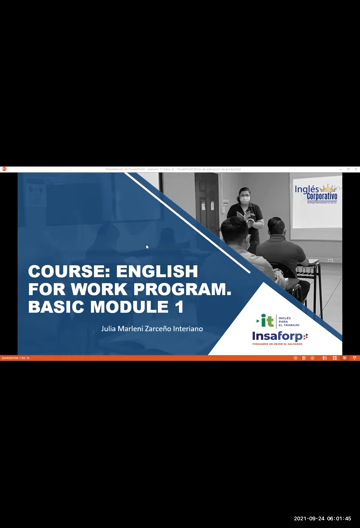 Inglés
Corporativo
COURSE: ENGLISH
FOR WORK PROGRAM.
BASIC MODULE 1
Julia Marleni Zarceño Interiano
it
INGLÉS
PARA
EL TRABAJO
Insaforp
2021-09-24 06:01:45